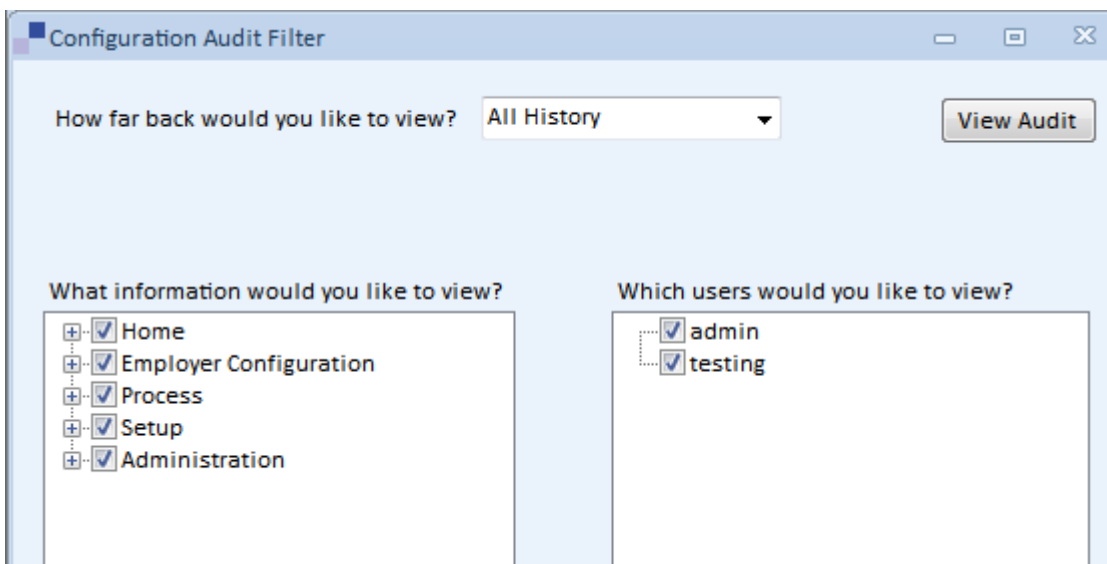 Configuration Audit Filter
How far back would you like to view? All History View Audit
What information would you like to view?
Home
Employer Configuration
Process
Setup
Administration
Which users would you like to view?
admin
testing